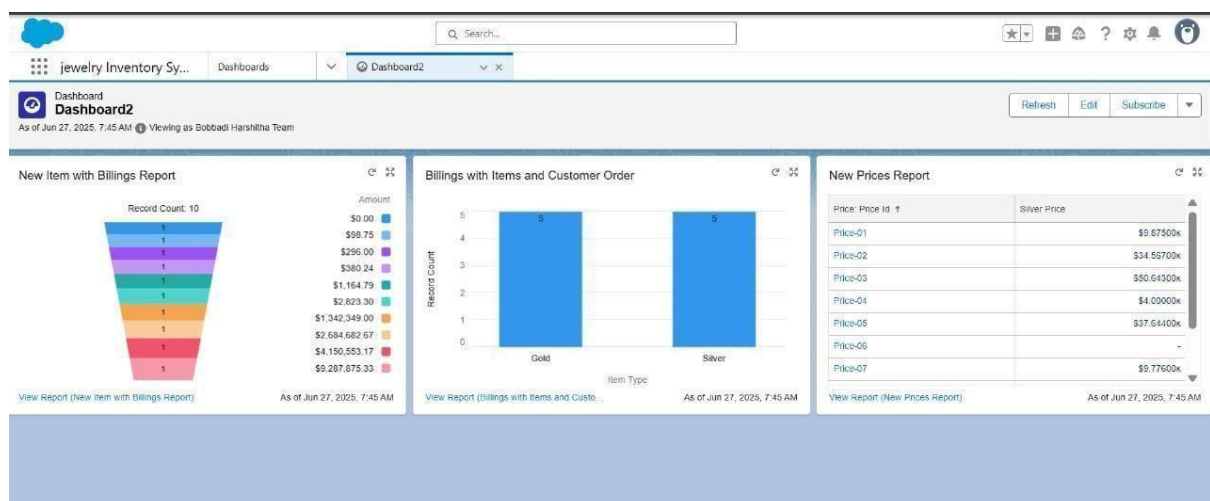 Search...
jewelry Inventory Sy...
Dashboards
Dashboard2
Dashboard
Dashboard2
As of Jun 27, 2025, 7:45 AM Viewing as Bobbadi Harshitha Team
Refresh
Edit
Subscribe
New Item with Billings Report
Record Count: 10
1
1
1
1
1
1
1
1
1
1
Amount
$0.00
$98.75
$296.00
$380.24
$1,164.79
$2,823.30
$1,342,349.00
$2,684,682.67
$4,150,553.17
$9,287,875.33
View Report (New Item with Billings Report)
As of Jun 27, 2025, 7:45 AM
Billings with Items and Customer Order
Record Count
5
4
3
2
1
0
5
5
Gold
Silver
Item Type
View Report (Billings with Items and Custo...
As of Jun 27, 2025, 7:45 AM
New Prices Report
Price: Price Id ↑ Silver Price
Price-01 $9.87500K
Price-02 $34.56700K
Price-03 $50.64300K
Price-04 $4.00000K
Price-05 $37.64400K
Price-06 -
Price-07 $9.77600K
View Report (New Prices Report)
As of Jun 27, 2025, 7:45 AM